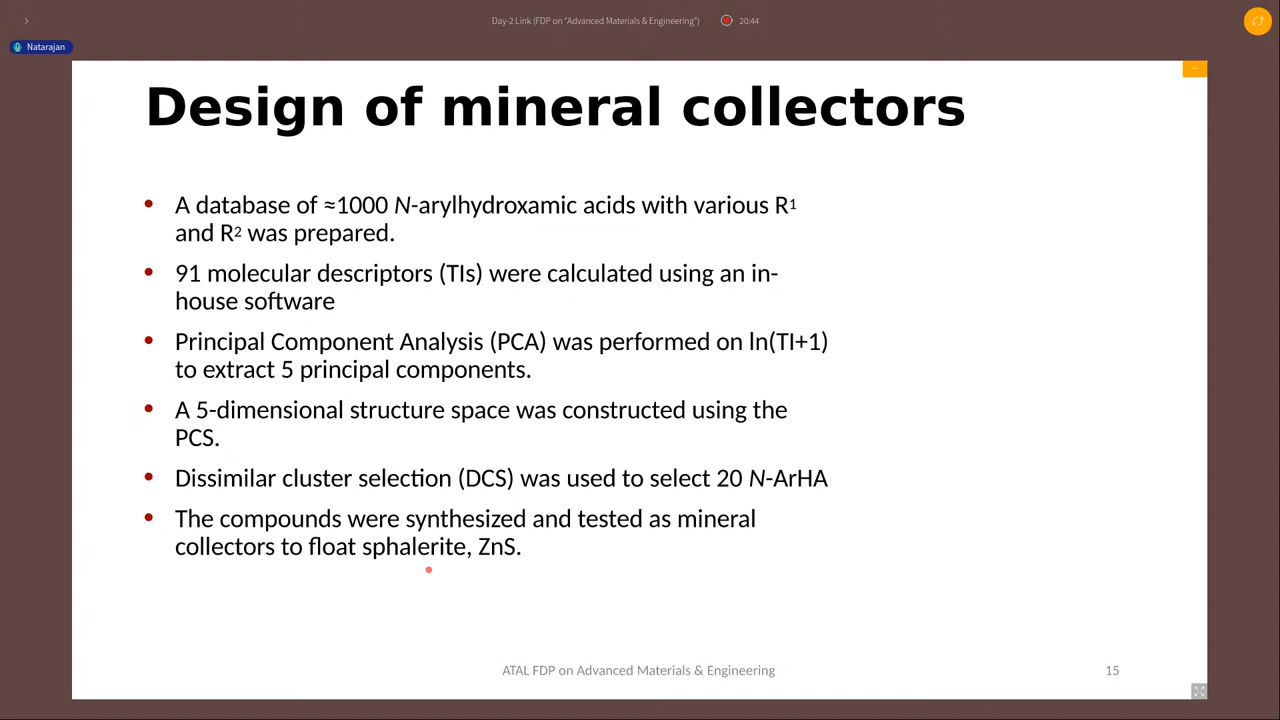 Day-2 Link (FDP on "Advanced Materials & Engineering") 20:44
Natarajan
Design of mineral collectors
• A database of ≈1000 N-arylhydroxamic acids with various R¹
and R² was prepared.
• 91 molecular descriptors (TIs) were calculated using an in-
house software
• Principal Component Analysis (PCA) was performed on ln(TI+1)
to extract 5 principal components.
• A 5-dimensional structure space was constructed using the
PCS.
• Dissimilar cluster selection (DCS) was used to select 20 N-ArHA
• The compounds were synthesized and tested as mineral
collectors to float sphalerite, ZnS.
ATAL FDP on Advanced Materials & Engineering 15